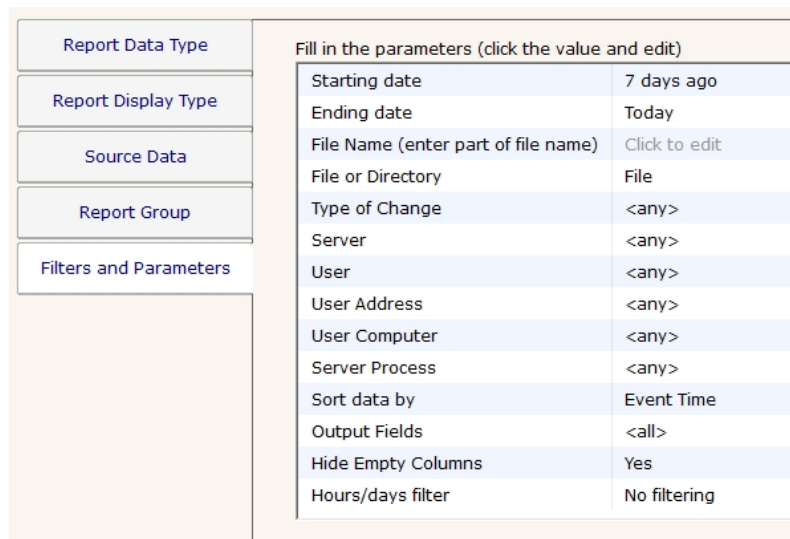 Report Data Type
Report Display Type
Source Data
Report Group
Filters and Parameters
Fill in the parameters (click the value and edit)
Starting date 7 days ago
Ending date Today
File Name (enter part of file name) Click to edit
File or Directory File
Type of Change <any>
Server <any>
User <any>
User Address <any>
User Computer <any>
Server Process <any>
Sort data by Event Time
Output Fields <all>
Hide Empty Columns Yes
Hours/days filter No filtering